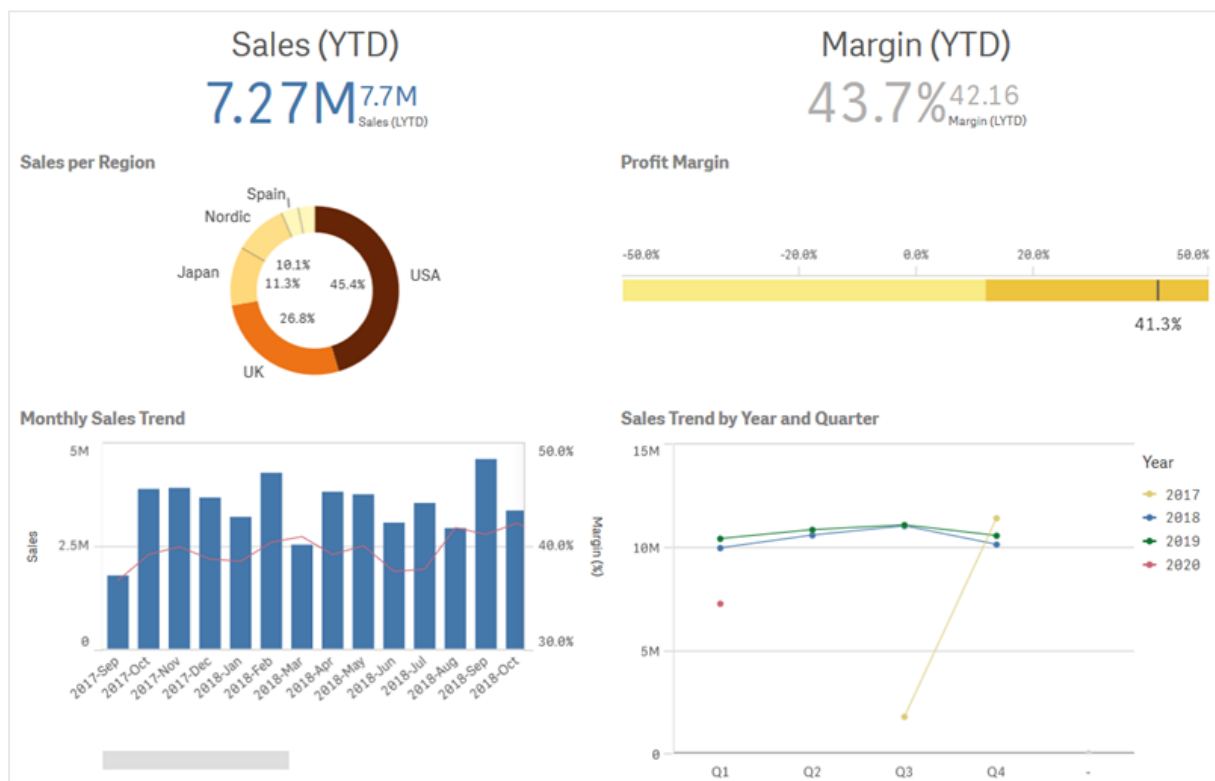 Sales (YTD)
7.27M 7.7M
Sales (LYTD)
Margin (YTD)
43.7% 42.16
Margin (LYTD)
Sales per Region
Spain
Nordic
Japan
USA
UK
10.1%
11.3%
45.4%
26.8%
Profit Margin
-50.0% -20.0% 0.0% 20.0% 50.0%
41.3%
Monthly Sales Trend
Sales
5M
2.5M
0
50.0%
40.0%
30.0%
Margin (%)
2017-Sep
2017-Oct
2017-Nov
2017-Dec
2018-Jan
2018-Feb
2018-Mar
2018-Apr
2018-May
2018-Jun
2018-Jul
2018-Aug
2018-Sep
2018-Oct
Sales Trend by Year and Quarter
15M
10M
5M
0
Q1 Q2 Q3 Q4 -
Year
2017
2018
2019
2020